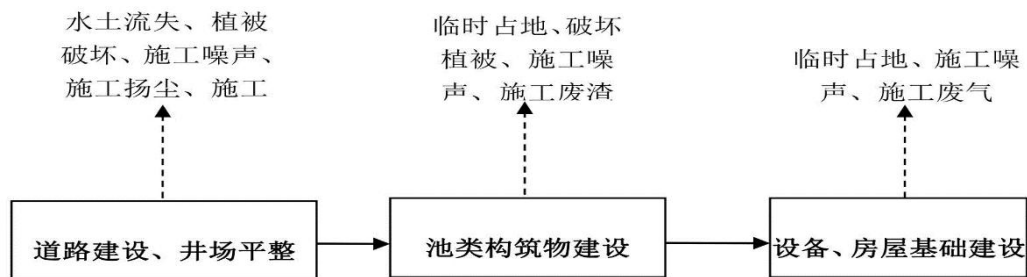 水土流失、植被
破坏、施工噪声、
施工扬尘、施工
临时占地、破坏
植被、施工噪
声、施工废渣
临时占地、施工噪
声、施工废气
道路建设、井场平整
池类构筑物建设
设备、房屋基础建设